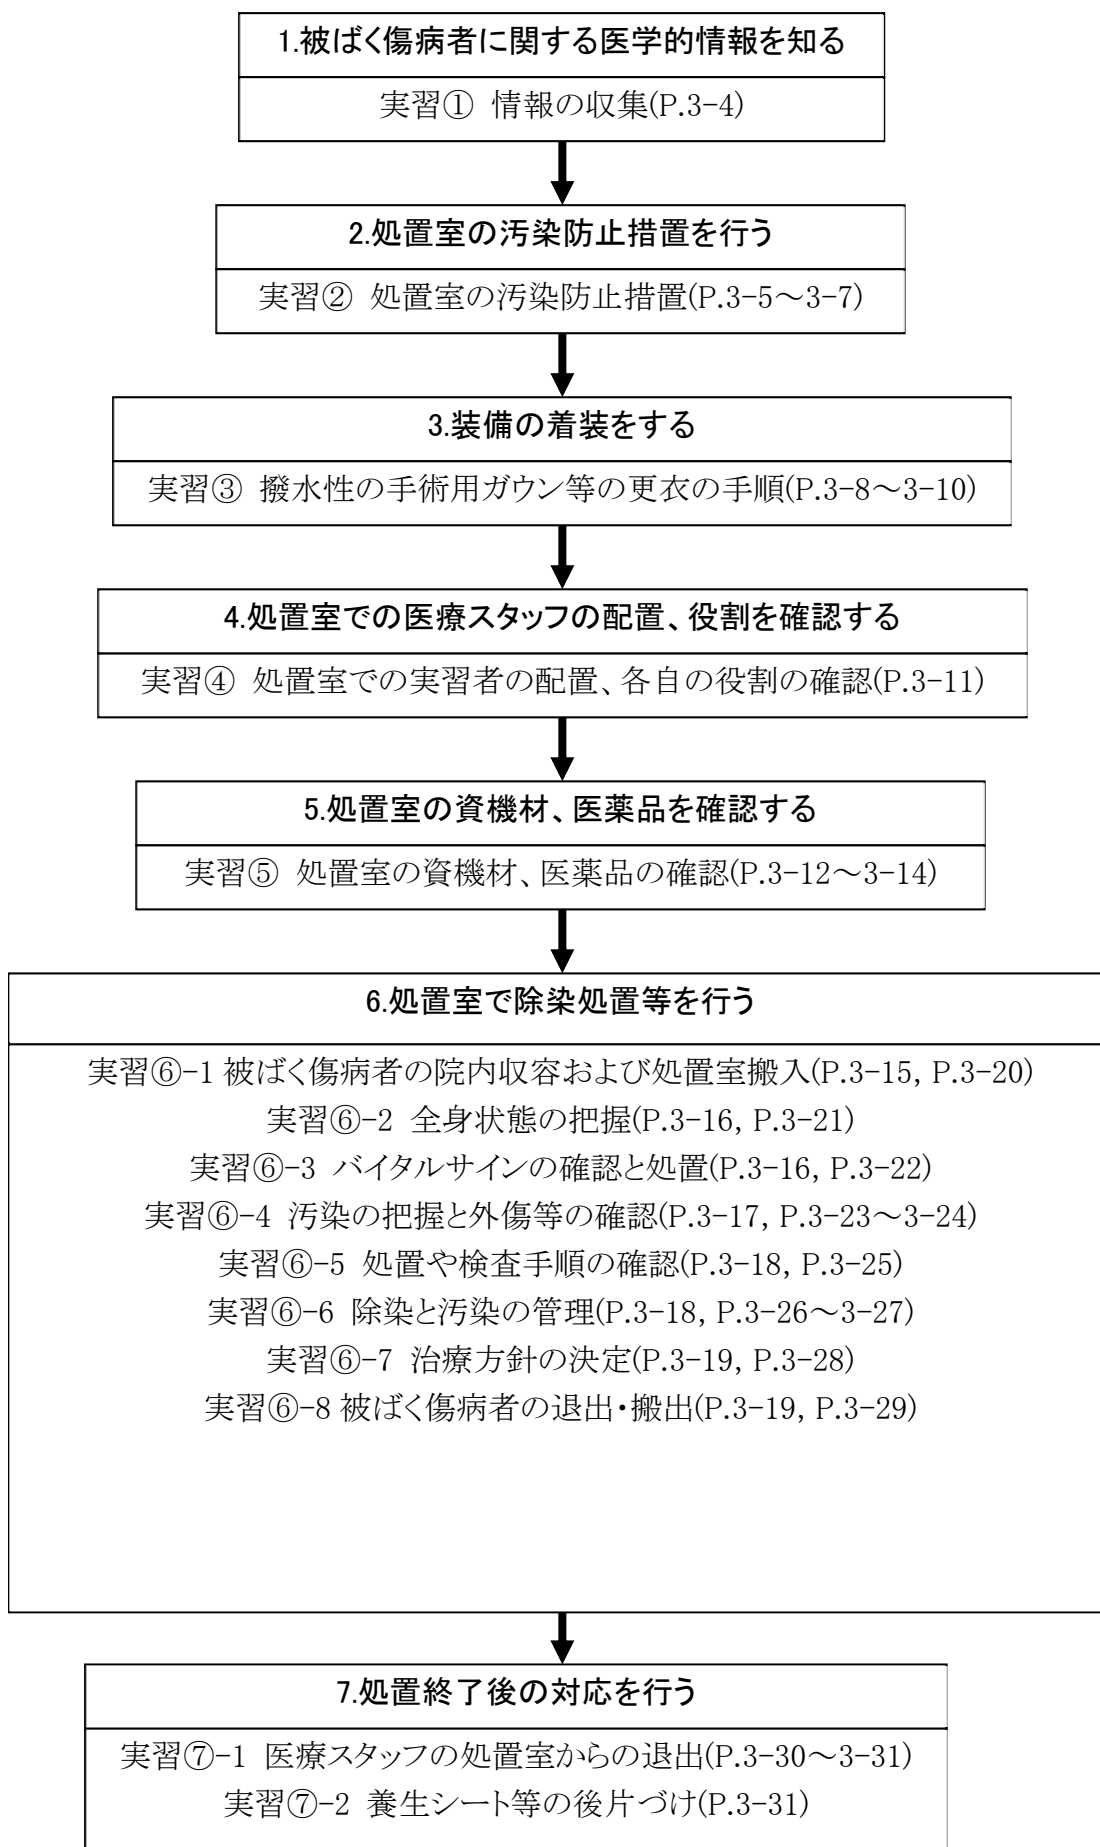 1.被ばく傷病者に関する医学的情報を知る
実習① 情報の収集(P.3-4)
2.処置室の汚染防止措置を行う
実習② 処置室の汚染防止措置(P.3-5～3-7)
3.装備の着装をする
実習③ 撥水性の手術用ガウン等の更衣の手順(P.3-8～3-10)
4.処置室での医療スタッフの配置、役割を確認する
実習④ 処置室での実習者の配置、各自の役割の確認(P.3-11)
5.処置室の資機材、医薬品を確認する
実習⑤ 処置室の資機材、医薬品の確認(P.3-12～3-14)
6.処置室で除染処置等を行う
実習⑥-1 被ばく傷病者の院内収容および処置室搬入(P.3-15, P.3-20)
実習⑥-2 全身状態の把握(P.3-16, P.3-21)
実習⑥-3 バイタルサインの確認と処置(P.3-16, P.3-22)
実習⑥-4 汚染の把握と外傷等の確認(P.3-17, P.3-23～3-24)
実習⑥-5 処置や検査手順の確認(P.3-18, P.3-25)
実習⑥-6 除染と汚染の管理(P.3-18, P.3-26～3-27)
実習⑥-7 治療方針の決定(P.3-19, P.3-28)
実習⑥-8 被ばく傷病者の退出・搬出(P.3-19, P.3-29)
7.処置終了後の対応を行う
実習⑦-1 医療スタッフの処置室からの退出(P.3-30～3-31)
実習⑦-2 養生シート等の後片づけ(P.3-31)